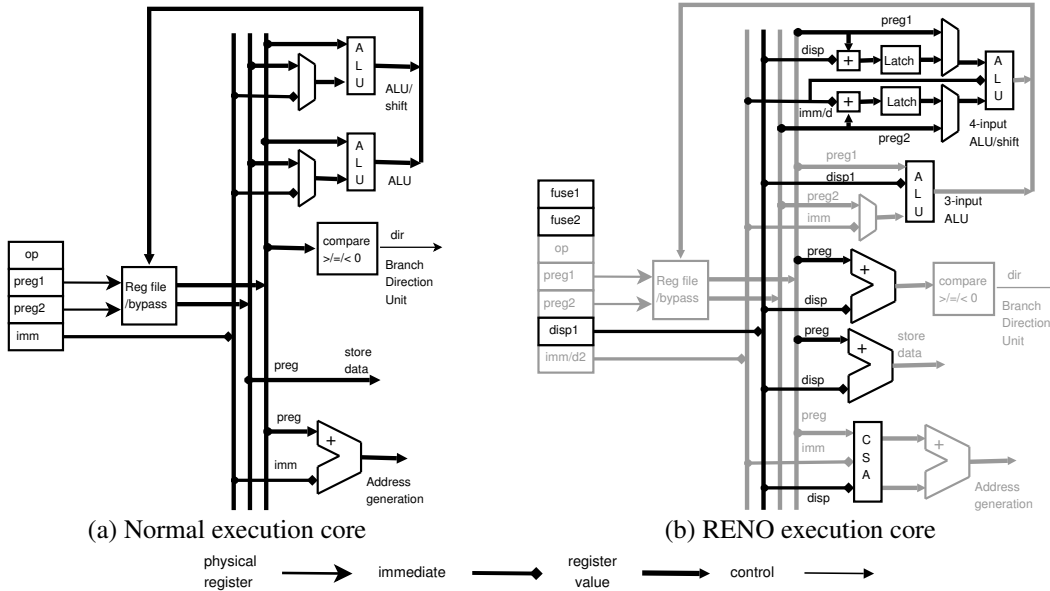 A
L
U
ALU/
shift
A
L
U
ALU
compare
>/=/< 0
dir
Branch
Direction
Unit
op
preg1
preg2
imm
Reg file
/bypass
preg
store
data
preg
+
imm
Address
generation
(a) Normal execution core
preg1
disp
+
Latch
A
L
U
imm/d
+
Latch
preg2
4-input
ALU/shift
preg1
disp1
A
L
U
preg2
imm
3-input
ALU
fuse1
fuse2
op
preg1
preg2
disp1
imm/d2
Reg file
/bypass
preg
+
disp
compare
>/=/< 0
dir
Branch
Direction
Unit
preg
+
disp
store
data
preg
imm
disp
C
S
A
+
Address
generation
(b) RENO execution core
physical
register
immediate
register
value
control